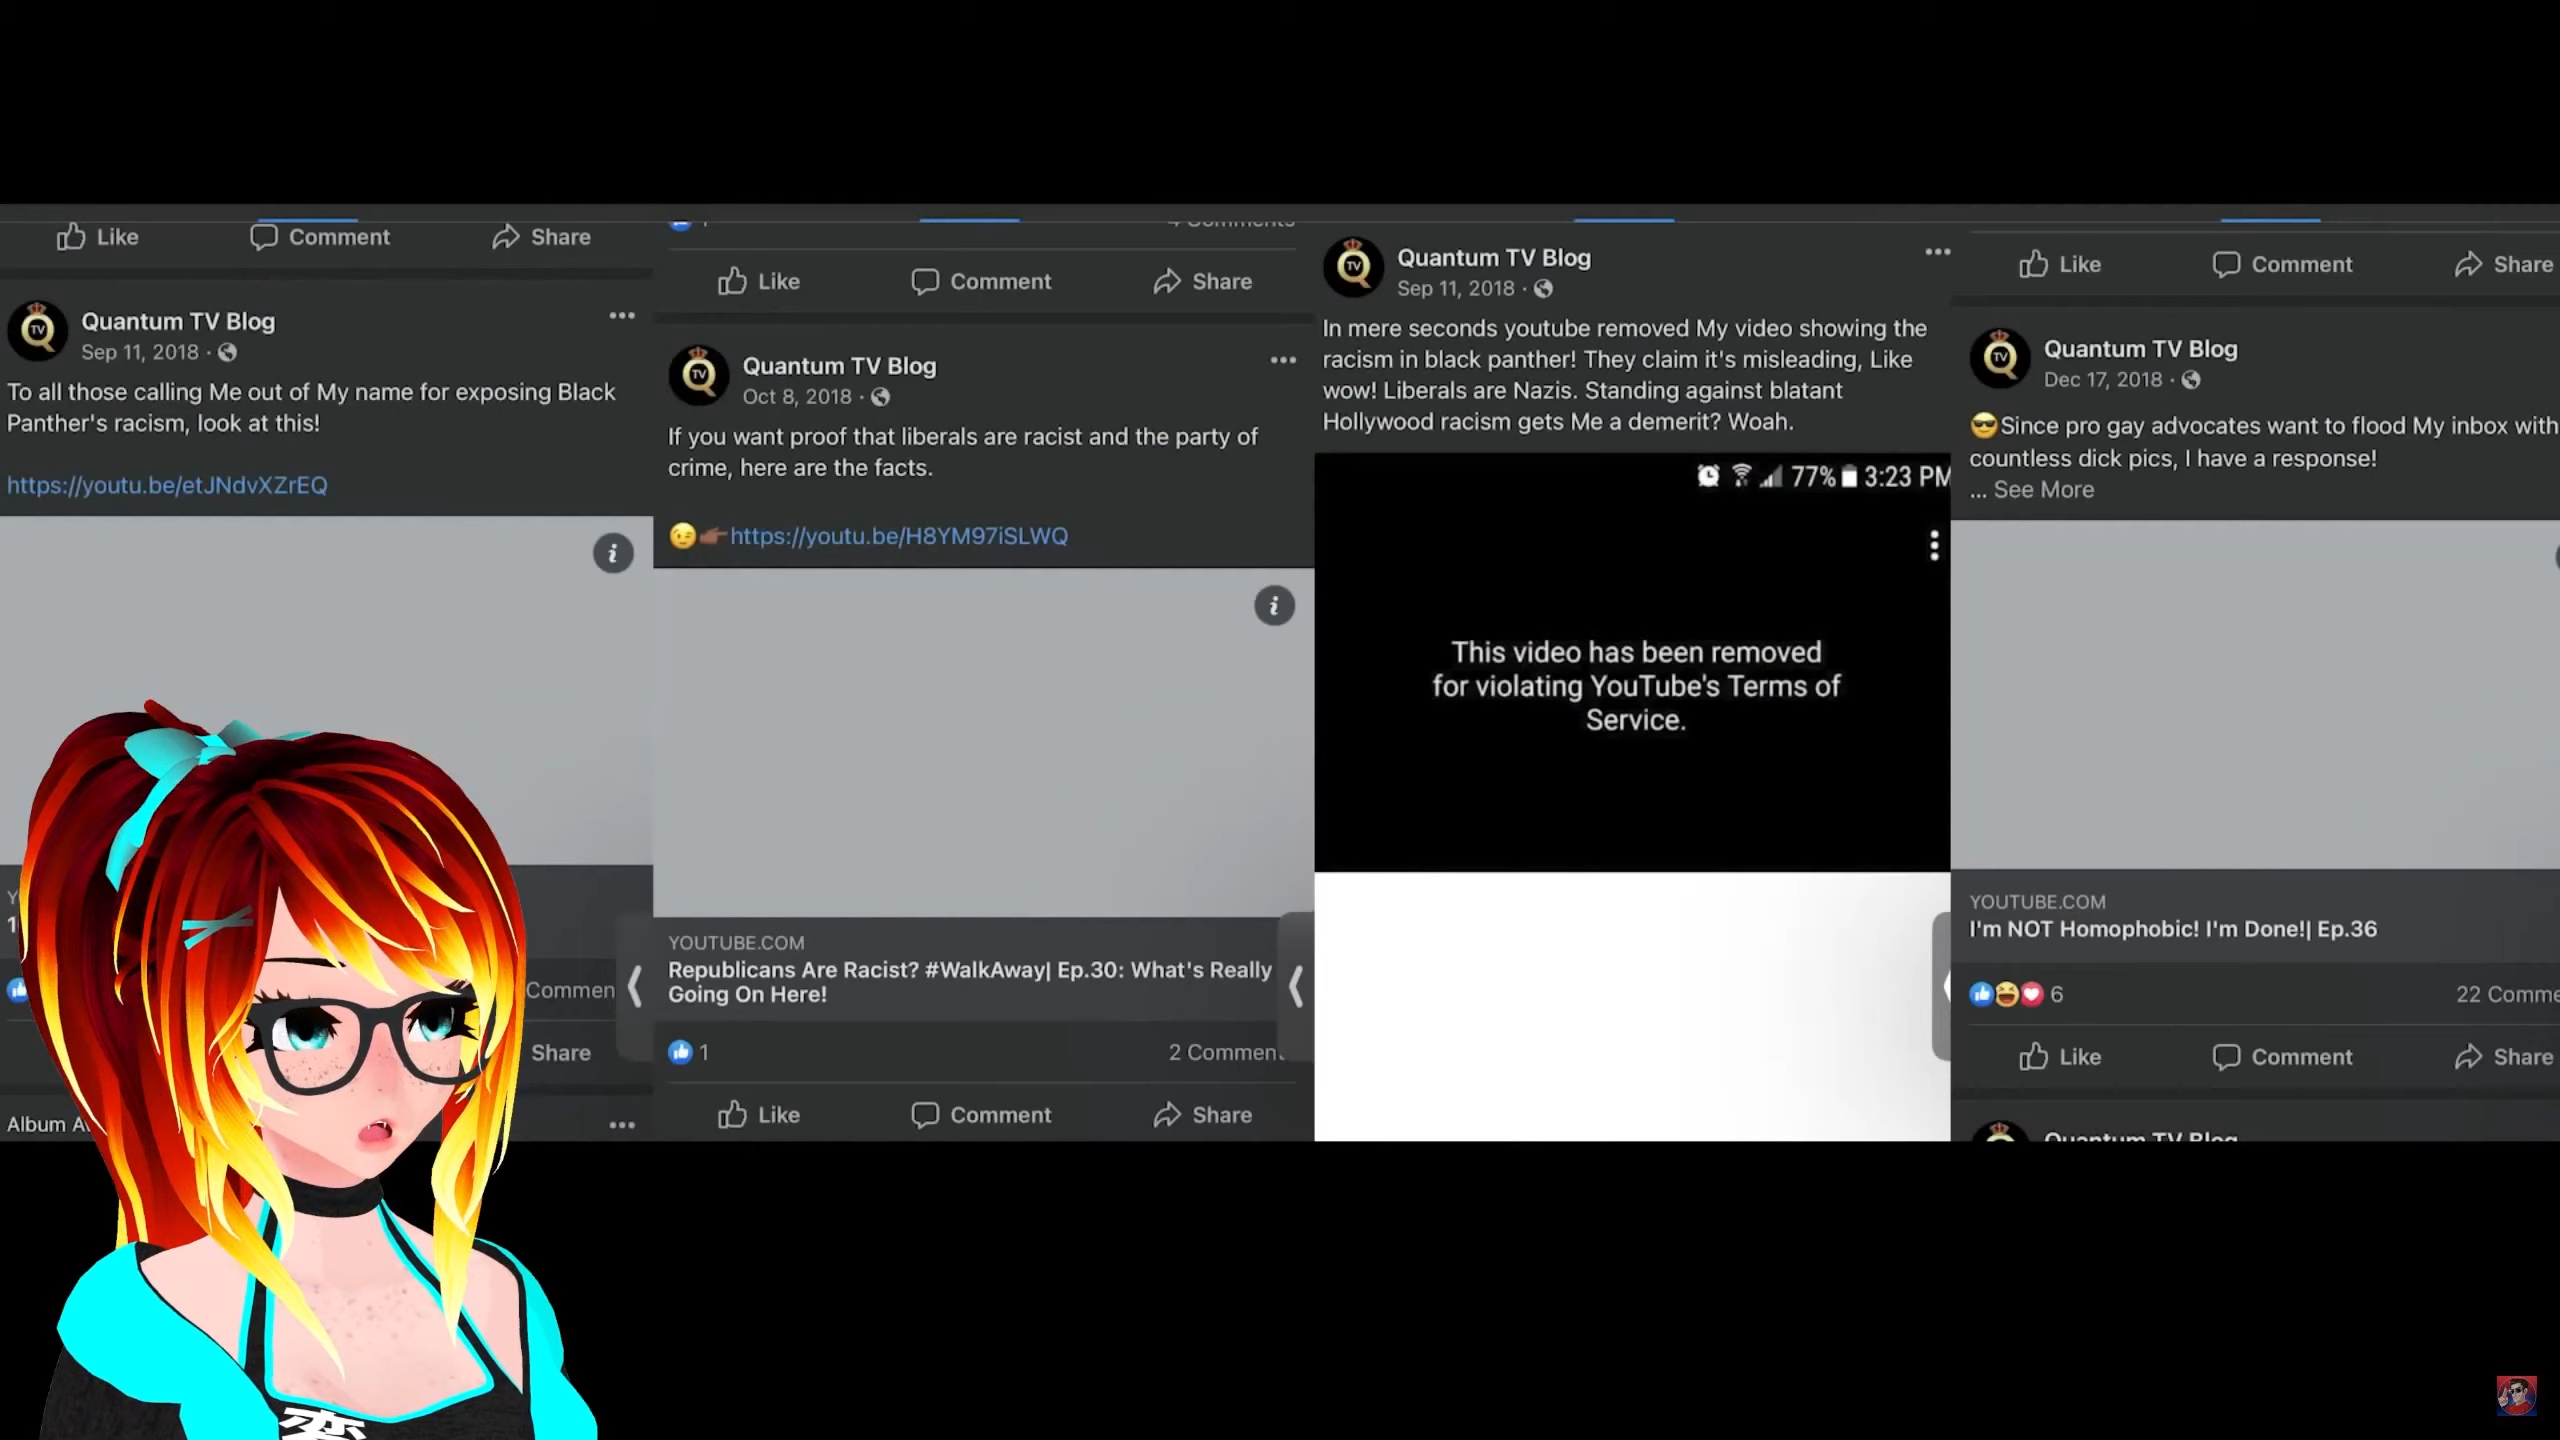 Like Comment Share
Quantum TV Blog
Sep 11, 2018 ·
To all those calling Me out of My name for exposing Black
Panther's racism, look at this!
https://youtu.be/etJNdvXZrEQ
Commen
Share
Album
Like Comment Share
Quantum TV Blog
Oct 8, 2018 ·
If you want proof that liberals are racist and the party of
crime, here are the facts.
😉👉🏾https://youtu.be/H8YM97iSLWQ
YOUTUBE.COM
Republicans Are Racist? #WalkAway| Ep.30: What's Really
Going On Here!
1 2 Comment
Like Comment Share
Quantum TV Blog
Sep 11, 2018 ·
In mere seconds youtube removed My video showing the
racism in black panther! They claim it's misleading, Like
wow! Liberals are Nazis. Standing against blatant
Hollywood racism gets Me a demerit? Woah.
77% 3:23 PM
This video has been removed
for violating YouTube's Terms of
Service.
Like Comment Share
Quantum TV Blog
Dec 17, 2018 ·
😎Since pro gay advocates want to flood My inbox with
countless dick pics, I have a response!
... See More
YOUTUBE.COM
I'm NOT Homophobic! I'm Done!| Ep.36
6 22 Comme
Like Comment Share
Quantum TV Blog
変